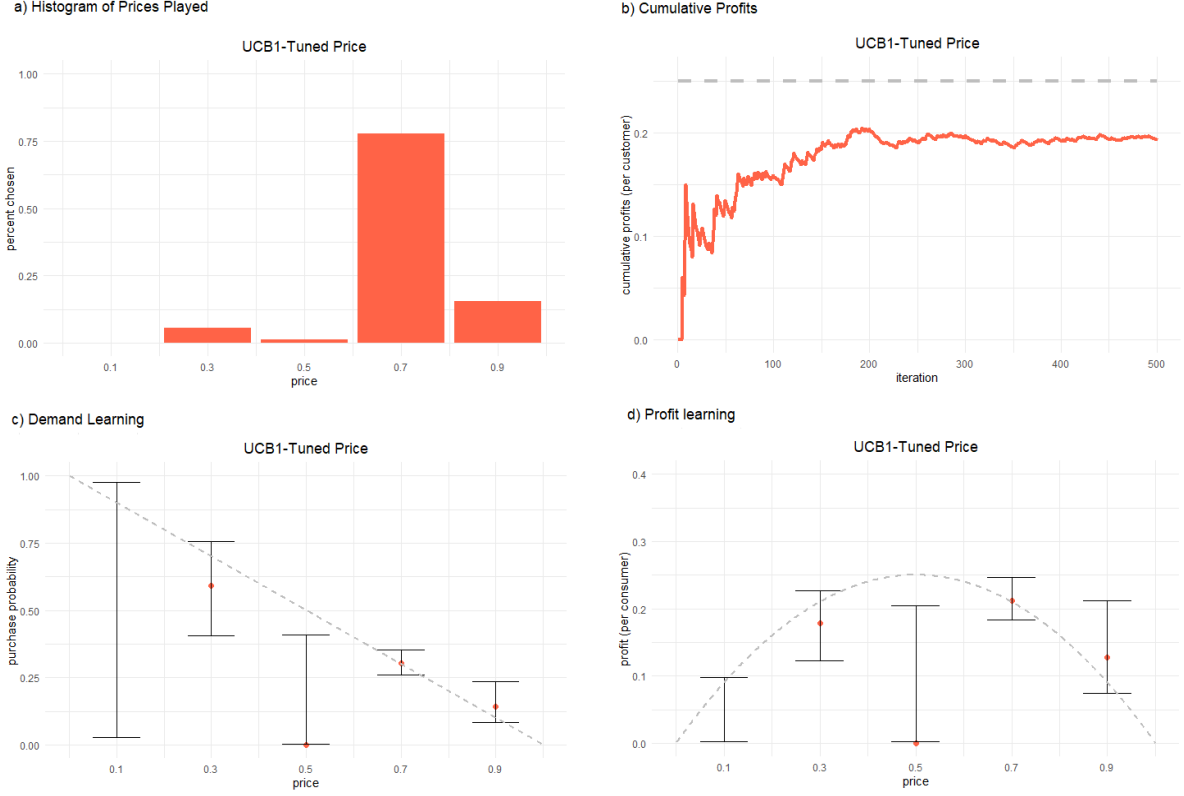 a) Histogram of Prices Played
UCB1-Tuned Price
1.00
0.75
0.50
0.25
0.00
percent chosen
0.1 0.3 0.5 0.7 0.9
price
b) Cumulative Profits
UCB1-Tuned Price
0.2
0.1
0.0
cumulative profits (per customer)
0 100 200 300 400 500
iteration
c) Demand Learning
UCB1-Tuned Price
1.00
0.75
0.50
0.25
0.00
purchase probability
0.1 0.3 0.5 0.7 0.9
price
d) Profit learning
UCB1-Tuned Price
0.4
0.3
0.2
0.1
0.0
profit (per consumer)
0.1 0.3 0.5 0.7 0.9
price